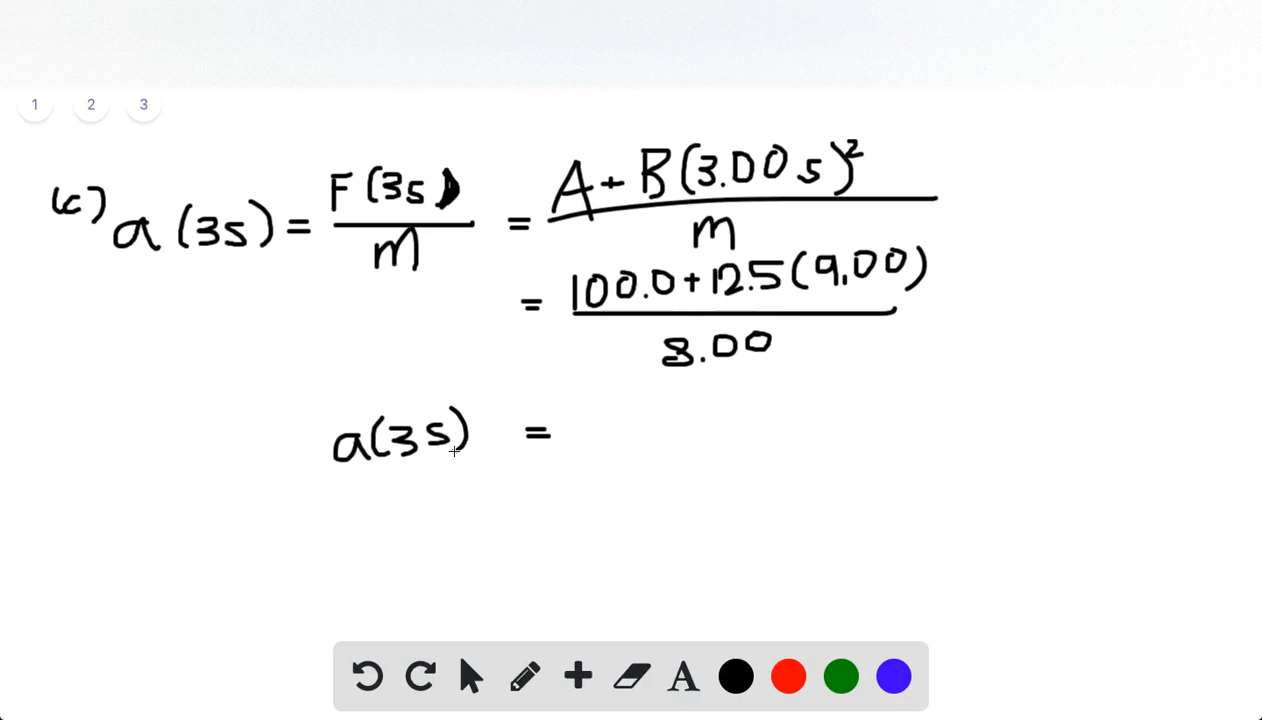 1 2 3
(c) a (3s) = F(3s) / m = A + B(3.00 s)² / m
= 100.0 + 12.5(9.00) / 8.00
a(3s) =
A